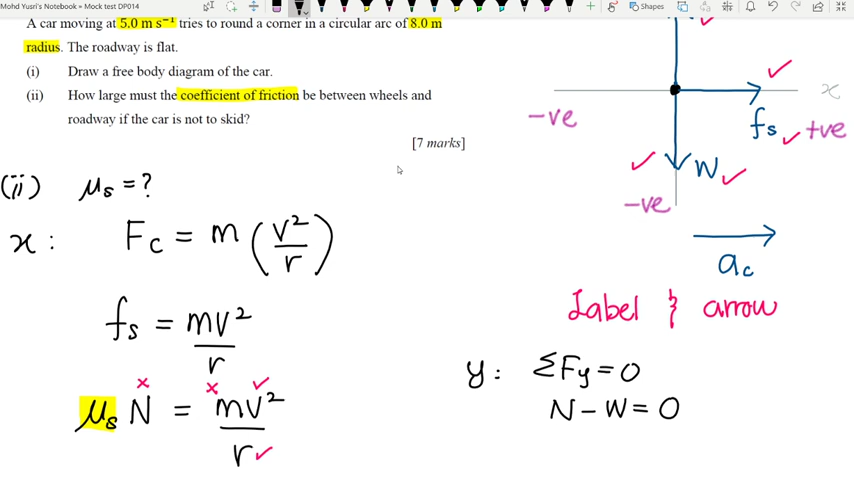 Mohd Yusri's Notebook » Mock test DP014
Shapes
A car moving at 5.0 m s⁻¹ tries to round a corner in a circular arc of 8.0 m
radius. The roadway is flat.
(i) Draw a free body diagram of the car.
(ii) How large must the coefficient of friction be between wheels and
roadway if the car is not to skid?
[7 marks]
x
-ve
fs
+ve
W
-ve
ac
Label & arrow
(ii) μs = ?
x : Fc = m (v²/r)
fs = mv²/r
μs N = mv²/r
y : ΣFy = 0
N - W = 0